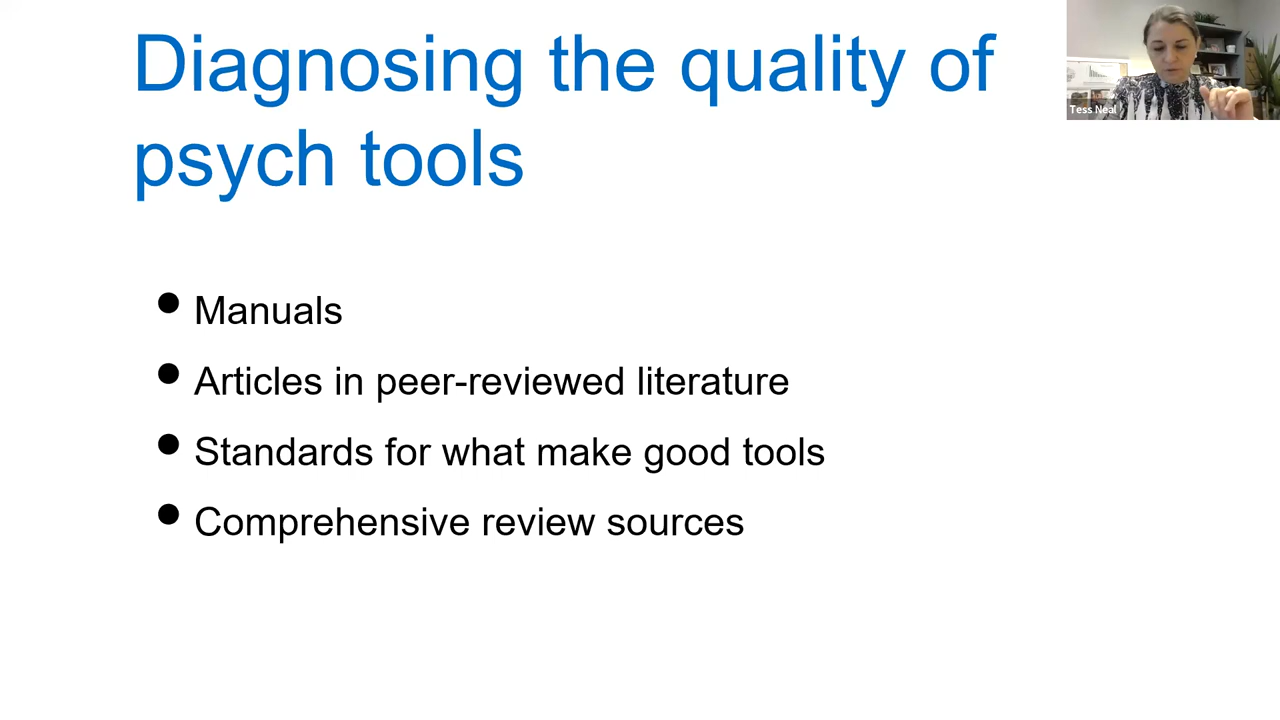 Diagnosing the quality of
psych tools
Tess Neal
Manuals
Articles in peer-reviewed literature
Standards for what make good tools
Comprehensive review sources